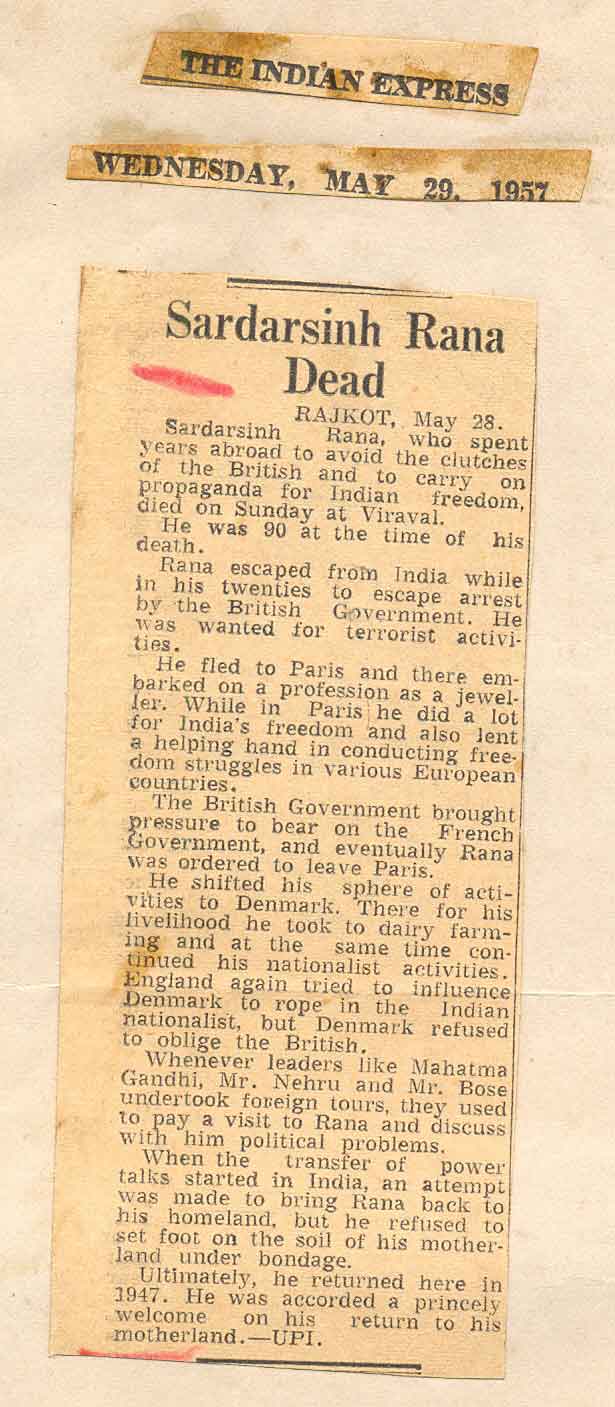 THE INDIAN EXPRESS
WEDNESDAY, MAY 29, 1957
Sardarsinh Rana
Dead
RAJKOT, May 28.
Sardarsinh Rana, who spent
years abroad to avoid the clutches
of the British and to carry on
propaganda for Indian freedom,
died on Sunday at Viraval.
He was 90 at the time of his
death.
Rana escaped from India while
in his twenties to escape arrest
by the British Government. He
was wanted for terrorist activi-
ties.
He fled to Paris and there em-
barked on a profession as a jewel-
ler. While in Paris he did a lot
for India's freedom and also lent
a helping hand in conducting free-
dom struggles in various European
countries.
The British Government brought
pressure to bear on the French
Government, and eventually Rana
was ordered to leave Paris.
He shifted his sphere of acti-
vities to Denmark. There for his
livelihood he took to dairy farm-
ing and at the same time con-
tinued his nationalist activities.
England again tried to influence
Denmark to rope in the Indian
nationalist, but Denmark refused
to oblige the British.
Whenever leaders like Mahatma
Gandhi, Mr. Nehru and Mr. Bose
undertook foreign tours, they used
to pay a visit to Rana and discuss
with him political problems.
When the transfer of power
talks started in India, an attempt
was made to bring Rana back to
his homeland, but he refused to
set foot on the soil of his mother-
land under bondage.
Ultimately, he returned here in
1947. He was accorded a princely
welcome on his return to his
motherland.—UPI.